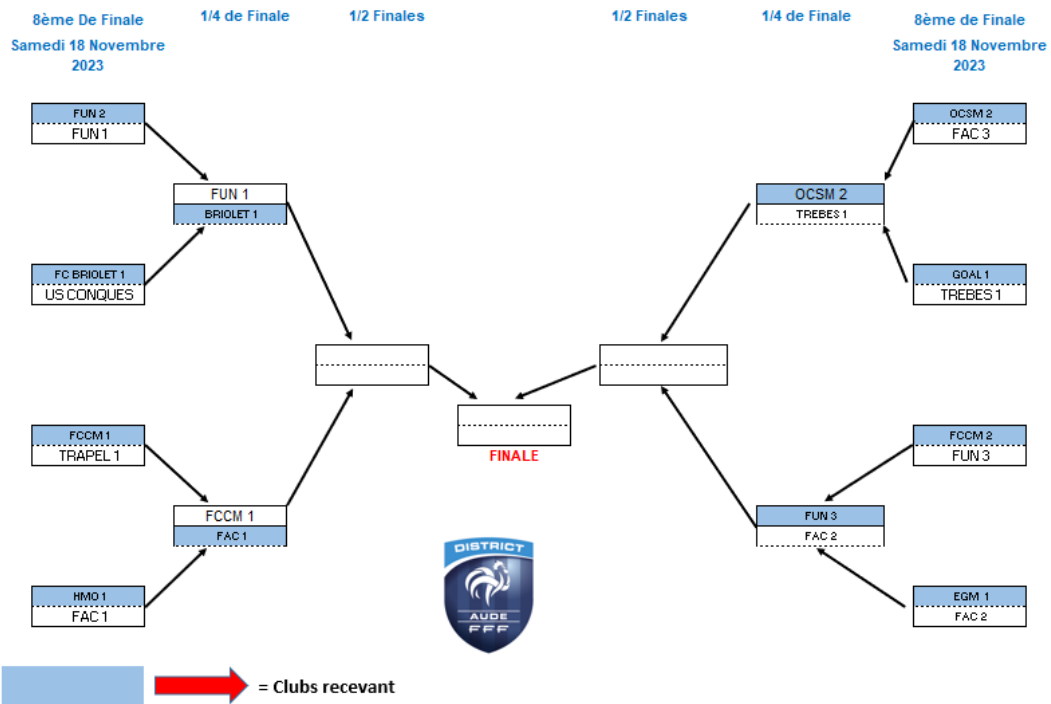 8ème De Finale
Samedi 18 Novembre
2023
1/4 de Finale
1/2 Finales
1/2 Finales
1/4 de Finale
8ème de Finale
Samedi 18 Novembre
2023
FUN 2
FUN 1
FUN 1
BRIOLET 1
FC BRIOLET 1
US CONQUES
FCCM 1
TRAPEL 1
FCCM 1
FAC 1
HMO 1
FAC 1
FINALE
OCSM 2
FAC 3
OCSM 2
TREBES 1
GOAL 1
TREBES 1
FCCM 2
FUN 3
FUN 3
FAC 2
EGM 1
FAC 2
DISTRICT
AUDE
FFF
= Clubs recevant